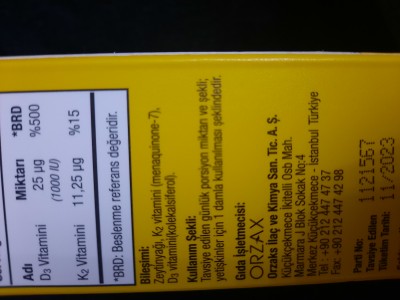 Adı Miktarı *BRD
D₃ Vitamini 25 µg %500
(1000 IU)
K₂ Vitamini 11,25 µg %15
*BRD: Beslenme referans değeridir.
Bileşimi:
Zeytinyağı, K₂ vitamini (menaquinone-7),
D₃ vitamini(kolekalsiferol).
Kullanım Şekli:
Tavsiye edilen günlük porsiyon miktarı ve şekli;
yetişkinler için 1 damla kullanılması şeklindedir.
Gıda İşletmecisi:
ORZAX
Orzaks İlaç ve Kimya San. Tic. A. Ş.
Küçükçekmece İkitelli Osb Mah.
Marmara J Blok Sokak No:4
Merkez Küçükçekmece - İstanbul Türkiye
Tel : +90 212 447 47 37
Fax: +90 212 447 42 98
Parti No: 1121567
Tavsiye Edilen
Tüketim Tarihi: 11/2023